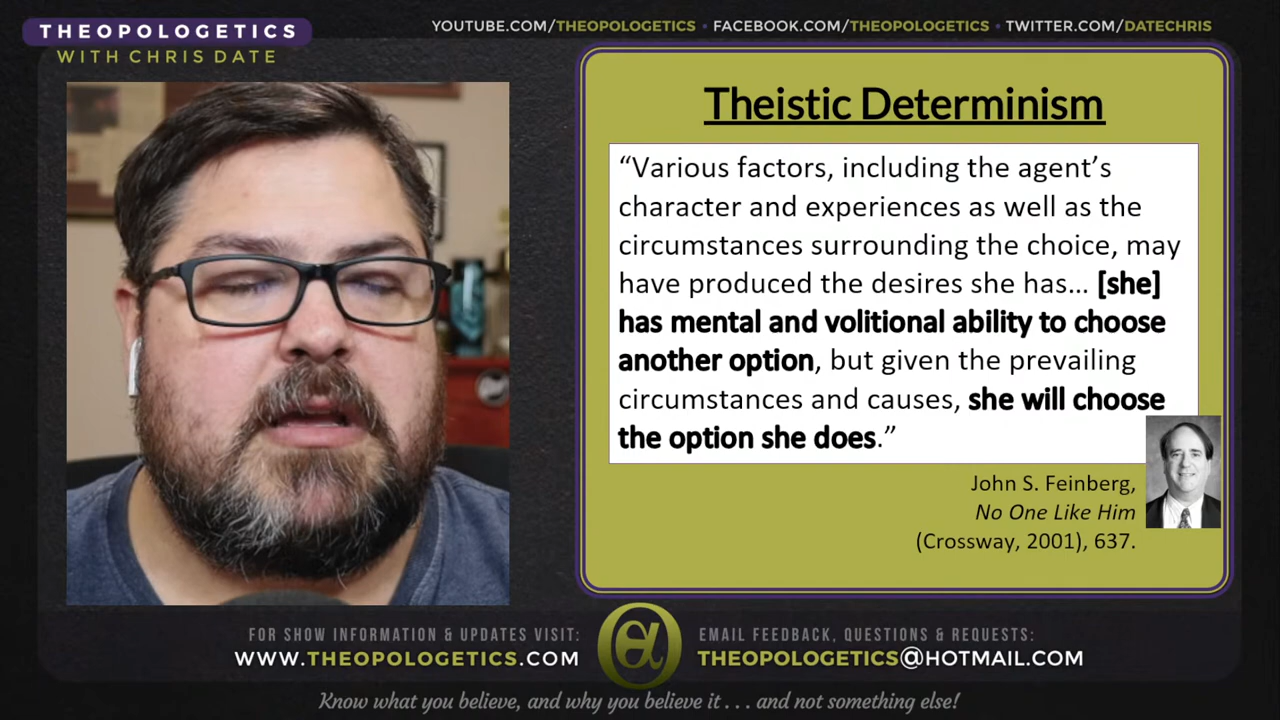 THEOPOLOGETICS
WITH CHRIS DATE
YOUTUBE.COM/THEOPOLOGETICS • FACEBOOK.COM/THEOPOLOGETICS • TWITTER.COM/DATECHRIS
Theistic Determinism
“Various factors, including the agent’s
character and experiences as well as the
circumstances surrounding the choice, may
have produced the desires she has... [she]
has mental and volitional ability to choose
another option, but given the prevailing
circumstances and causes, she will choose
the option she does.”
John S. Feinberg,
No One Like Him
(Crossway, 2001), 637.
FOR SHOW INFORMATION & UPDATES VISIT:
WWW.THEOPOLOGETICS.COM
EMAIL FEEDBACK, QUESTIONS & REQUESTS:
THEOPOLOGETICS@HOTMAIL.COM
Know what you believe, and why you believe it . . . and not something else!